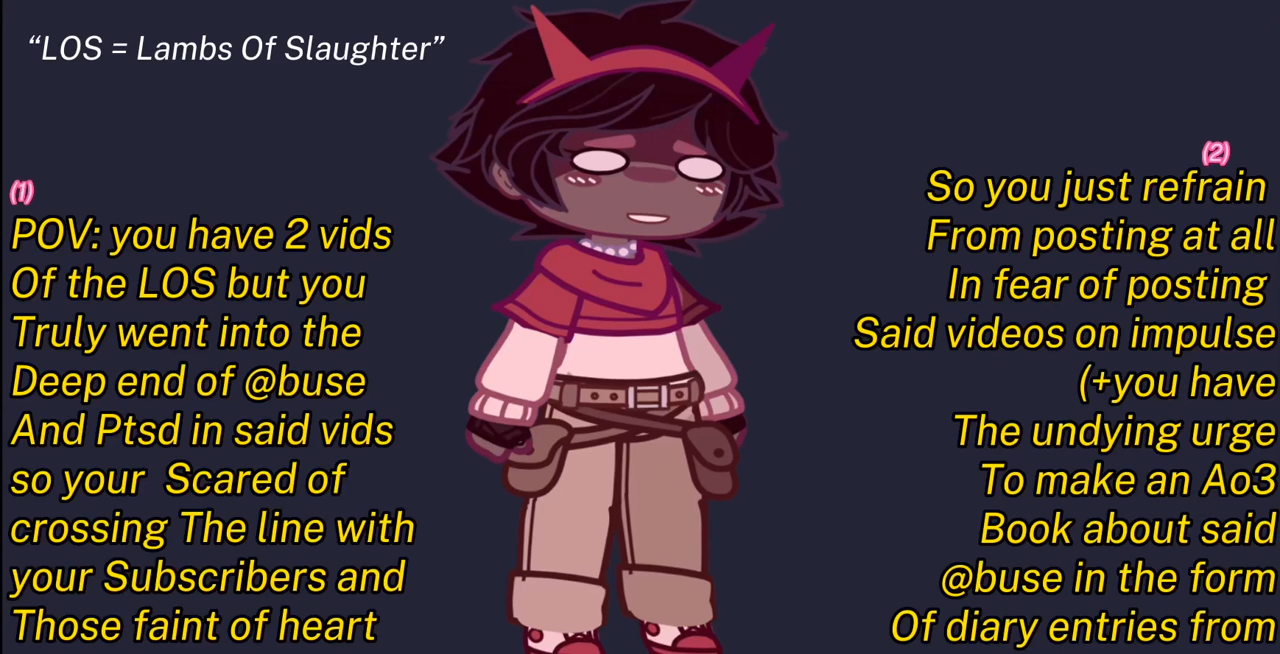 “LOS = Lambs Of Slaughter”
(1)
POV: you have 2 vids
Of the LOS but you
Truly went into the
Deep end of @buse
And Ptsd in said vids
so your Scared of
crossing The line with
your Subscribers and
Those faint of heart
(2)
So you just refrain
From posting at all
In fear of posting
Said videos on impulse
(+you have
The undying urge
To make an Ao3
Book about said
@buse in the form
Of diary entries from